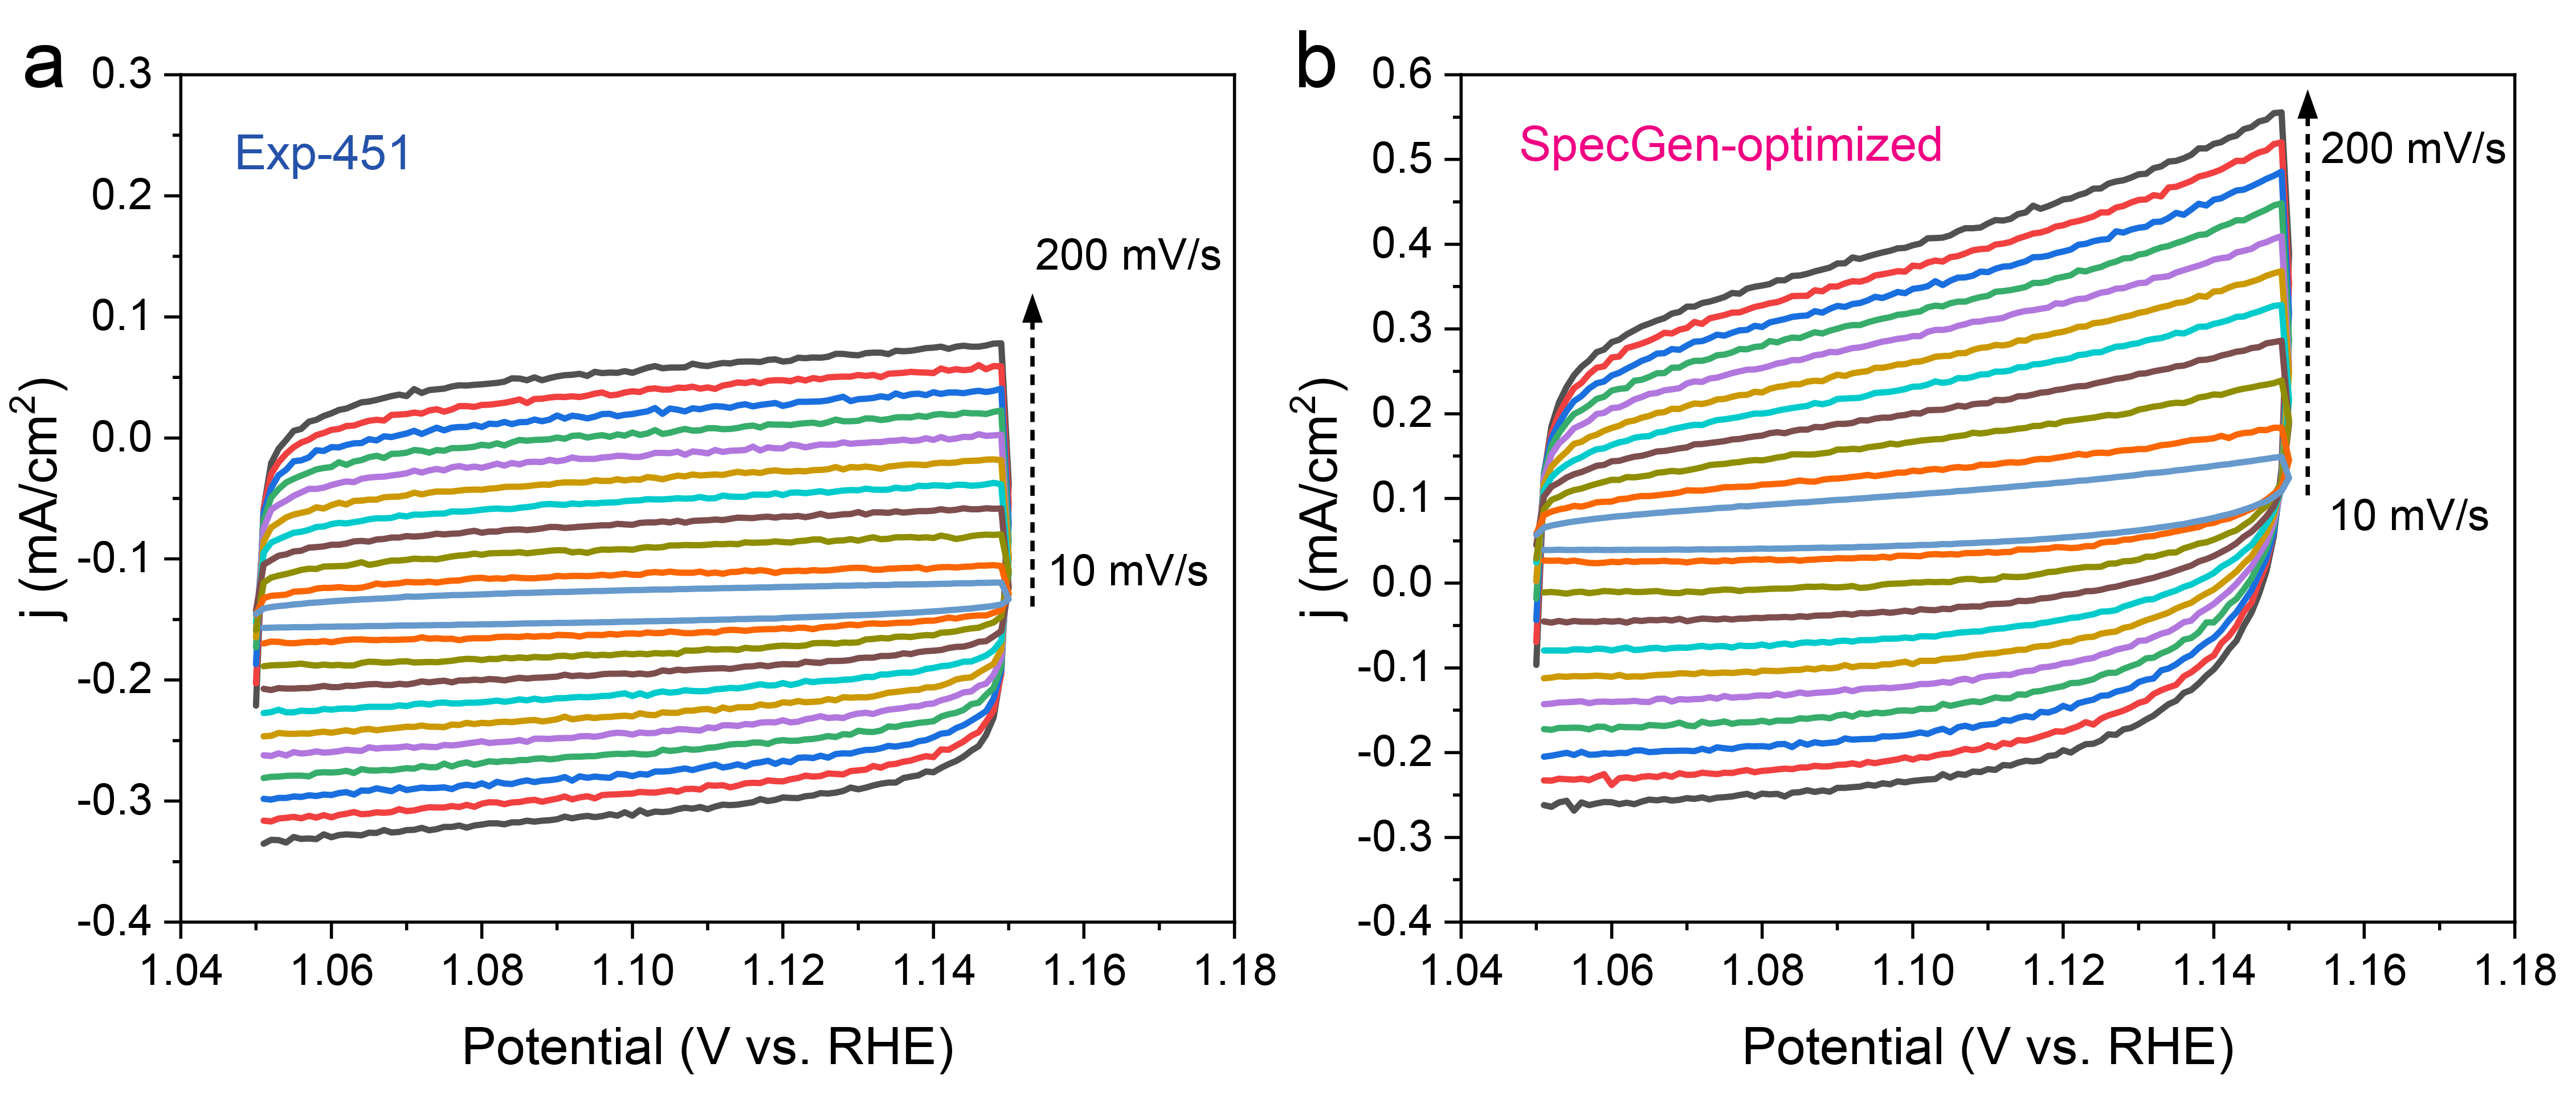 a
0.3
0.2
0.1
0.0
-0.1
-0.2
-0.3
-0.4
j (mA/cm²)
Exp-451
200 mV/s
10 mV/s
1.04 1.06 1.08 1.10 1.12 1.14 1.16 1.18
Potential (V vs. RHE)
b
0.6
0.5
0.4
0.3
0.2
0.1
0.0
-0.1
-0.2
-0.3
-0.4
j (mA/cm²)
SpecGen-optimized
200 mV/s
10 mV/s
1.04 1.06 1.08 1.10 1.12 1.14 1.16 1.18
Potential (V vs. RHE)